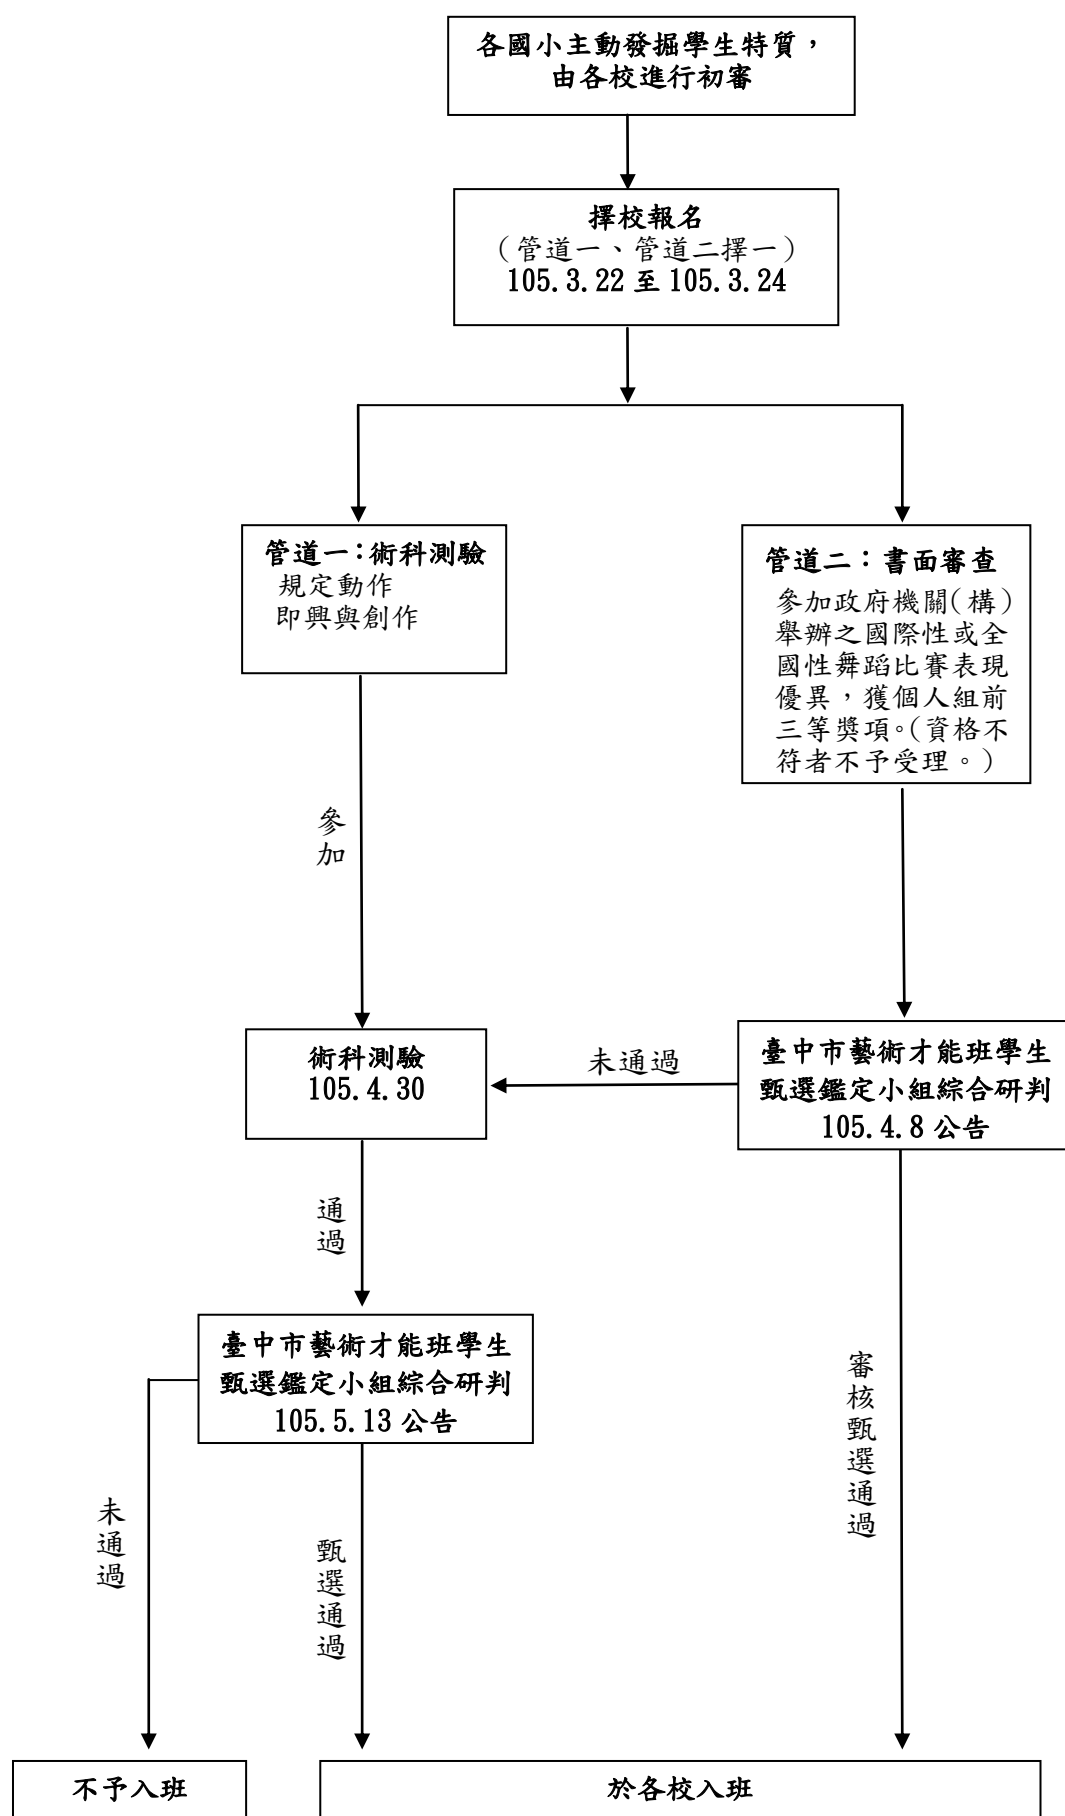 各國小主動發掘學生特質，
由各校進行初審
擇校報名
（管道一、管道二擇一）
105.3.22 至 105.3.24
管道一：術科測驗
規定動作
即興與創作
管道二：書面審查
參加政府機關(構)
舉辦之國際性或全
國性舞蹈比賽表現
優異，獲個人組前
三等獎項。(資格不
符者不予受理。)
參加
術科測驗
105.4.30
未通過
臺中市藝術才能班學生
甄選鑑定小組綜合研判
105.4.8 公告
通過
臺中市藝術才能班學生
甄選鑑定小組綜合研判
105.5.13 公告
審核甄選通過
未通過
甄選通過
不予入班
於各校入班